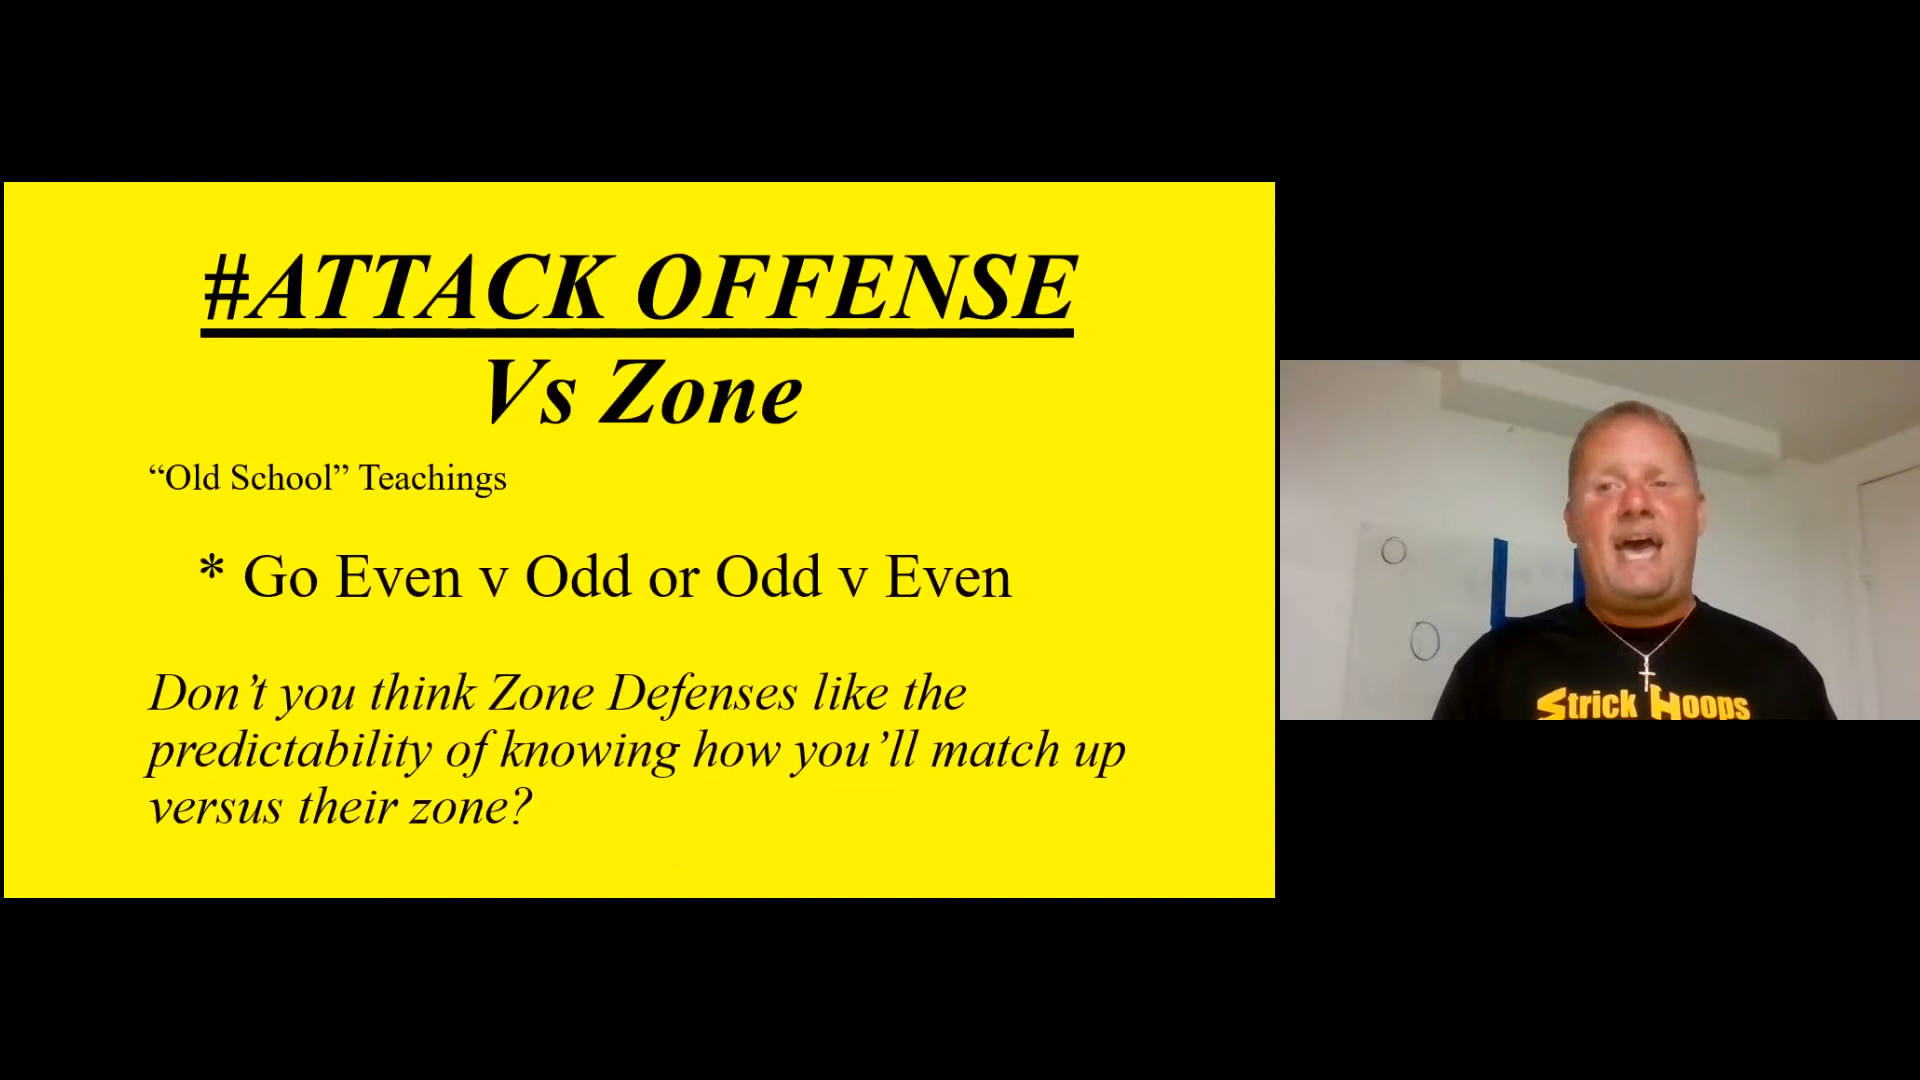 #ATTACK OFFENSE
Vs Zone
“Old School” Teachings
* Go Even v Odd or Odd v Even
Don’t you think Zone Defenses like the
predictability of knowing how you’ll match up
versus their zone?
Strick Hoops